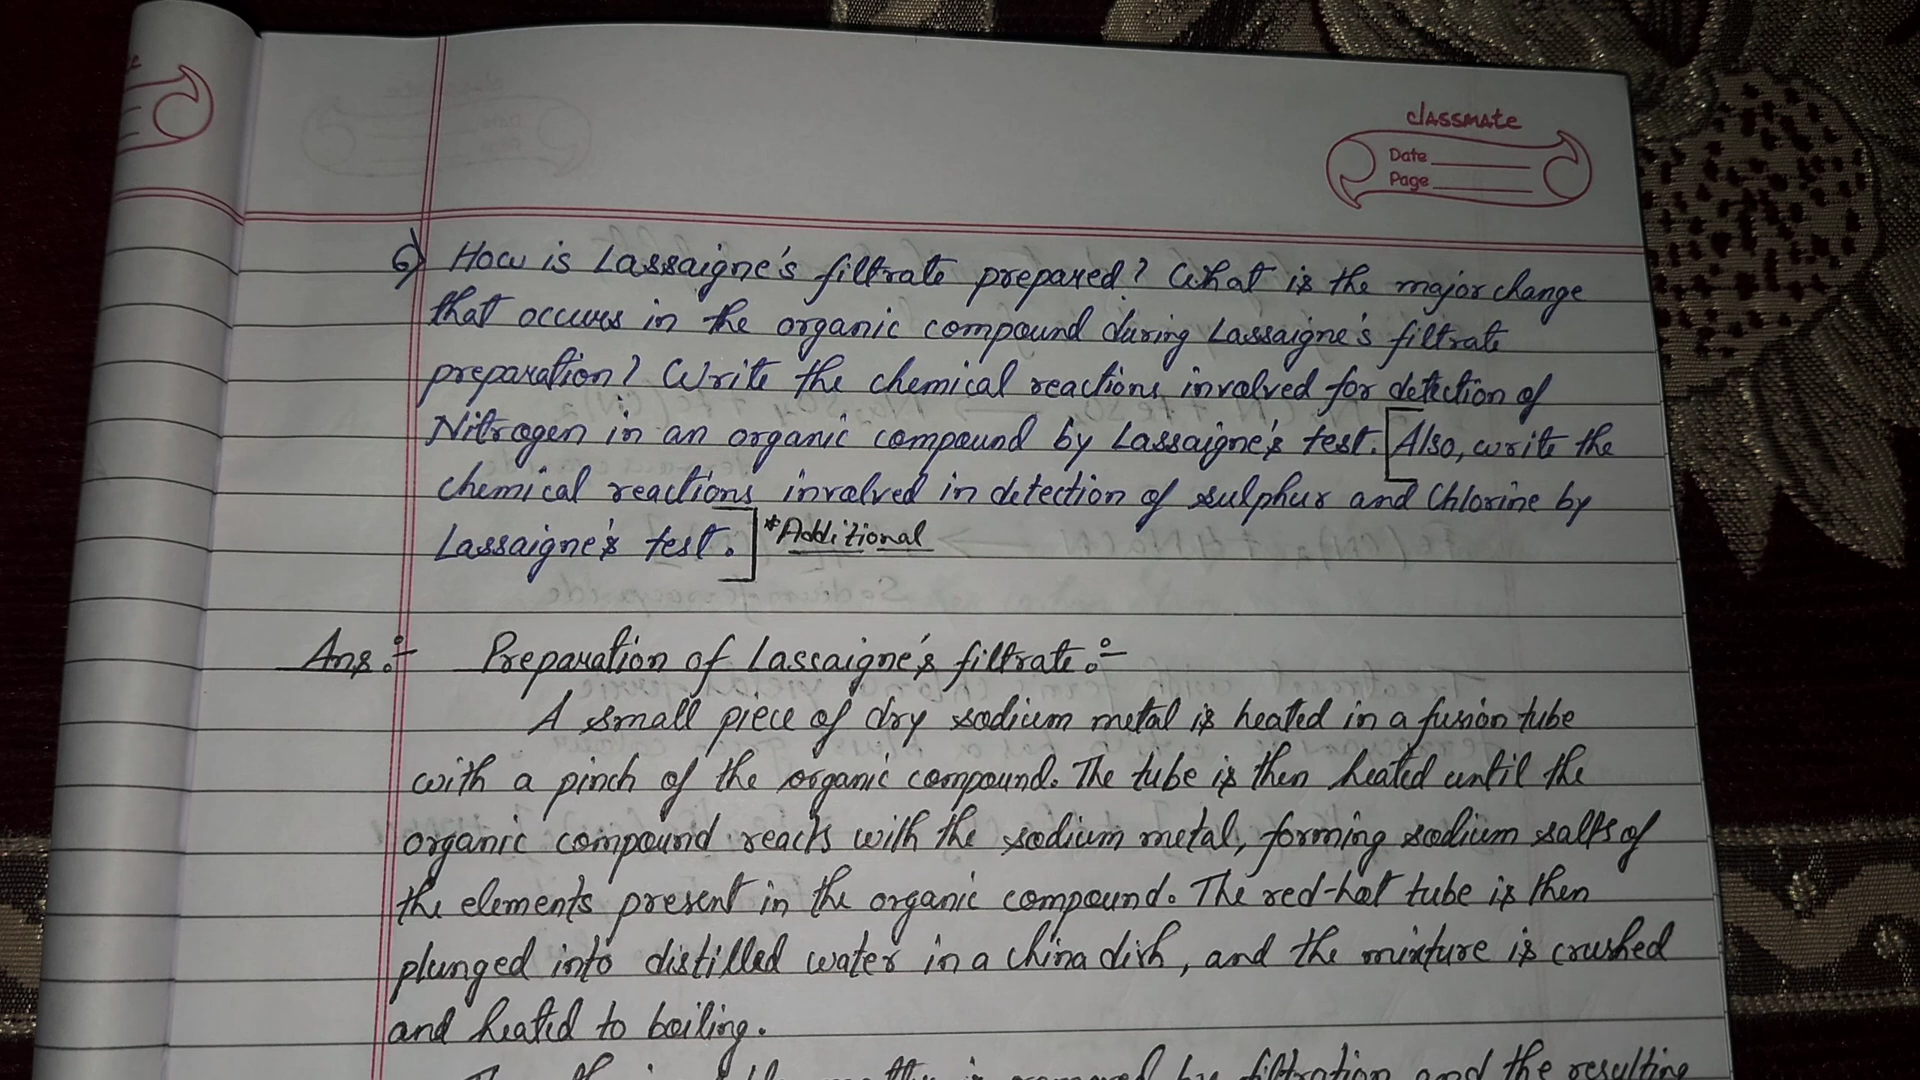 classmate
Date
Page
6) How is Lassaigne's filtrate prepared? What is the major change
that occurs in the organic compound during Lassaigne's filtrate
preparation? Write the chemical reactions involved for detection of
Nitrogen in an organic compound by Lassaigne's test. [Also, write the
chemical reactions involved in detection of sulphur and Chlorine by
Lassaigne's test.] *Additional
Ans:- Preparation of Lassaigne's filtrate:-
A small piece of dry sodium metal is heated in a fusion tube
with a pinch of the organic compound. The tube is then heated until the
organic compound reacts with the sodium metal, forming sodium salts of
the elements present in the organic compound. The red-hot tube is then
plunged into distilled water in a china dish, and the mixture is crushed
and heated to boiling.
filtration and the resulting